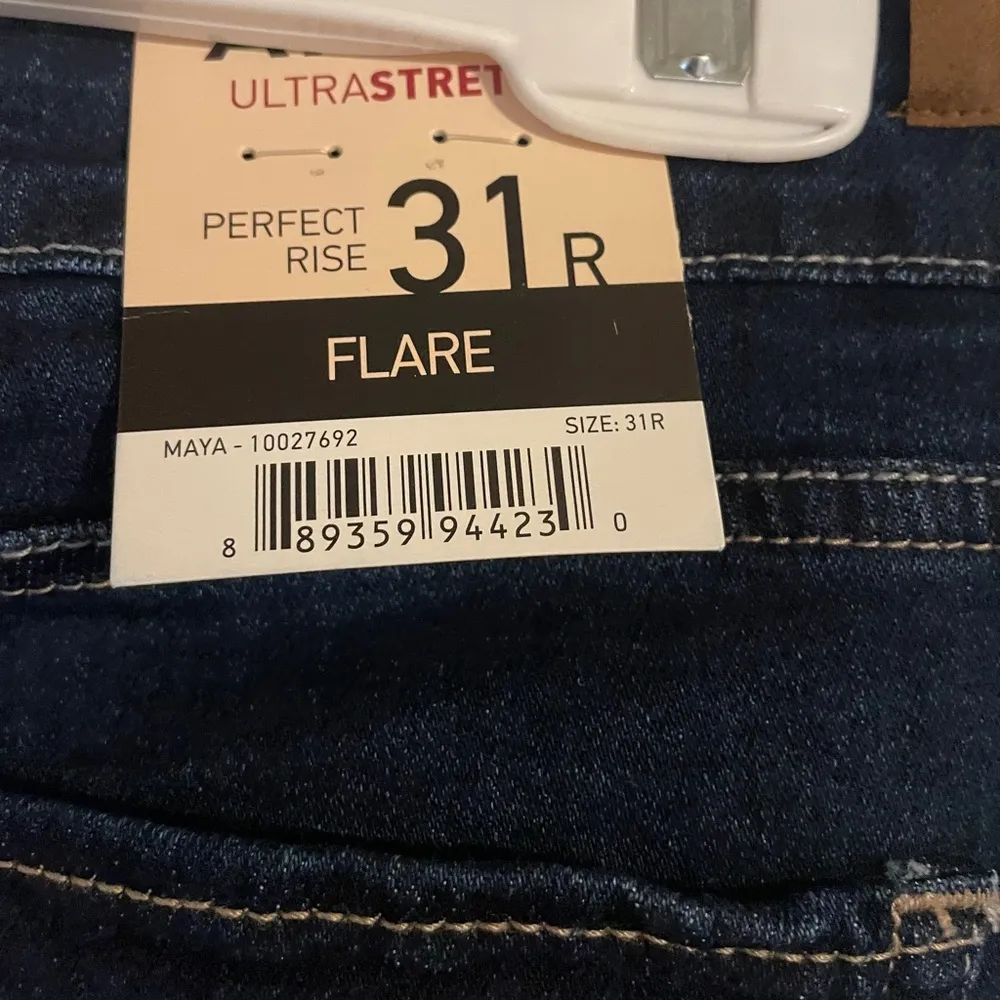 ULTRASTRET
PERFECT
RISE
31 R
FLARE
MAYA - 10027692
SIZE: 31R
8 89359 94423 0